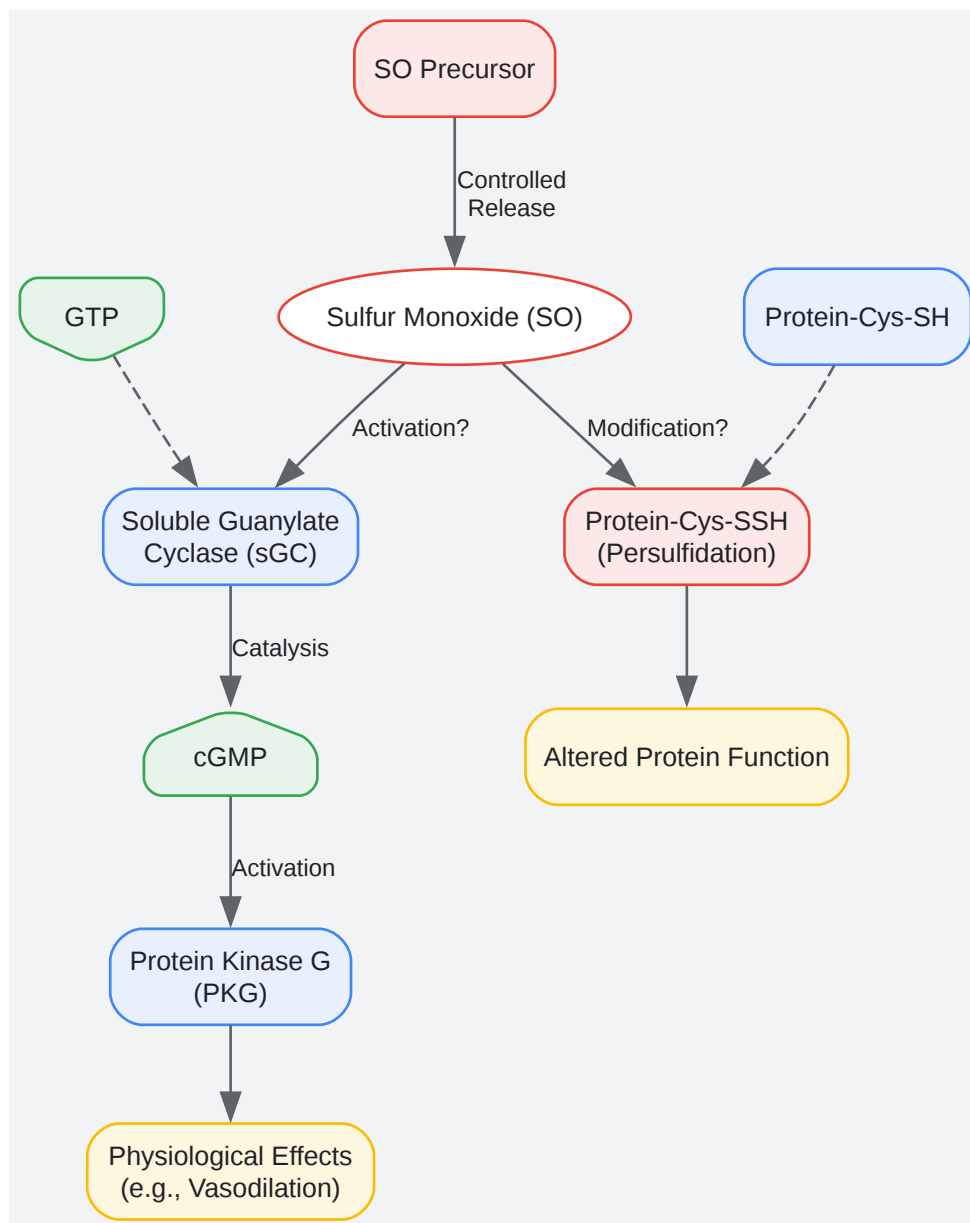 SO Precursor
Controlled
Release
GTP
Sulfur Monoxide (SO)
Protein-Cys-SH
Activation?
Modification?
Soluble Guanylate
Cyclase (sGC)
Protein-Cys-SSH
(Persulfidation)
Catalysis
cGMP
Altered Protein Function
Activation
Protein Kinase G
(PKG)
Physiological Effects
(e.g., Vasodilation)